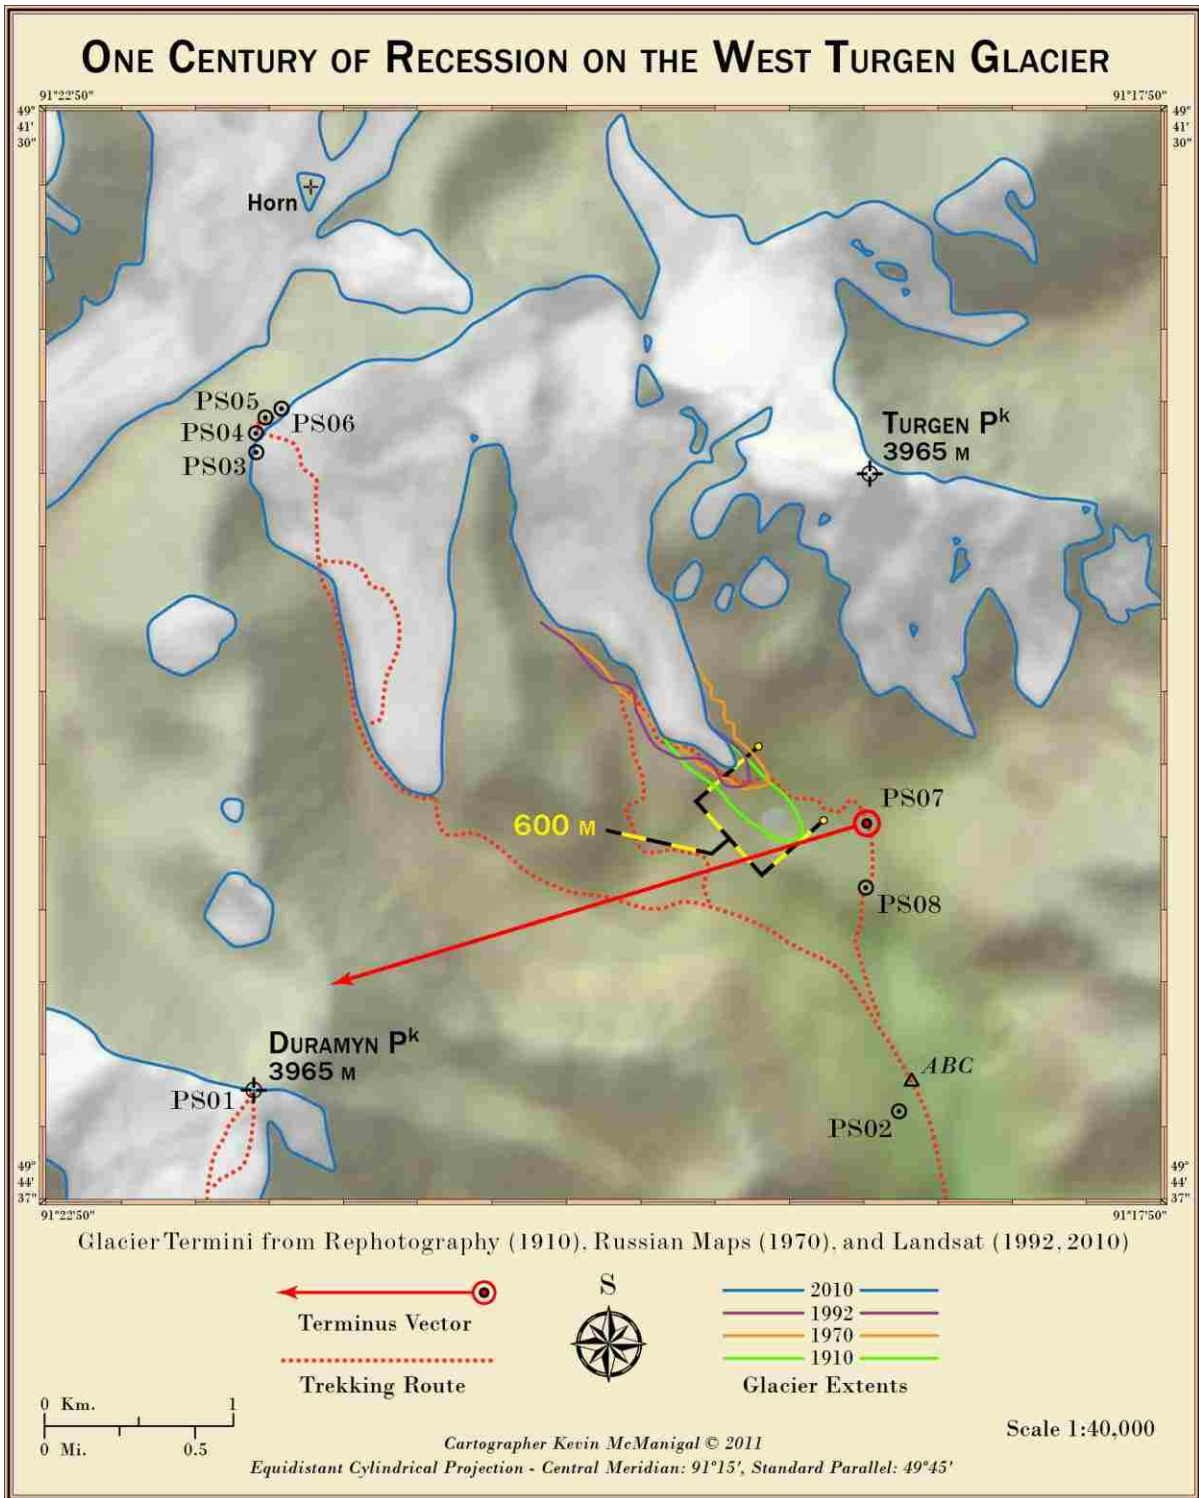 ONE CENTURY OF RECESSION ON THE WEST TURGEN GLACIER
91°22'50" 91°17'50"
49° 49°
41' 41'
30" 30"
Horn
PS05
PS06
PS04
PS03
TURGEN Pk
3965 M
PS07
600 M
PS08
DURAMYN Pk
3965 M
PS01
ABC
PS02
49° 49°
44' 44'
37" 37"
91°22'50" 91°17'50"
Glacier Termini from Rephotography (1910), Russian Maps (1970), and Landsat (1992, 2010)
Terminus Vector
Trekking Route
S
2010
1992
1970
1910
Glacier Extents
0 Km. 1
0 Mi. 0.5
Scale 1:40,000
Cartographer Kevin McManigal © 2011
Equidistant Cylindrical Projection - Central Meridian: 91°15', Standard Parallel: 49°45'